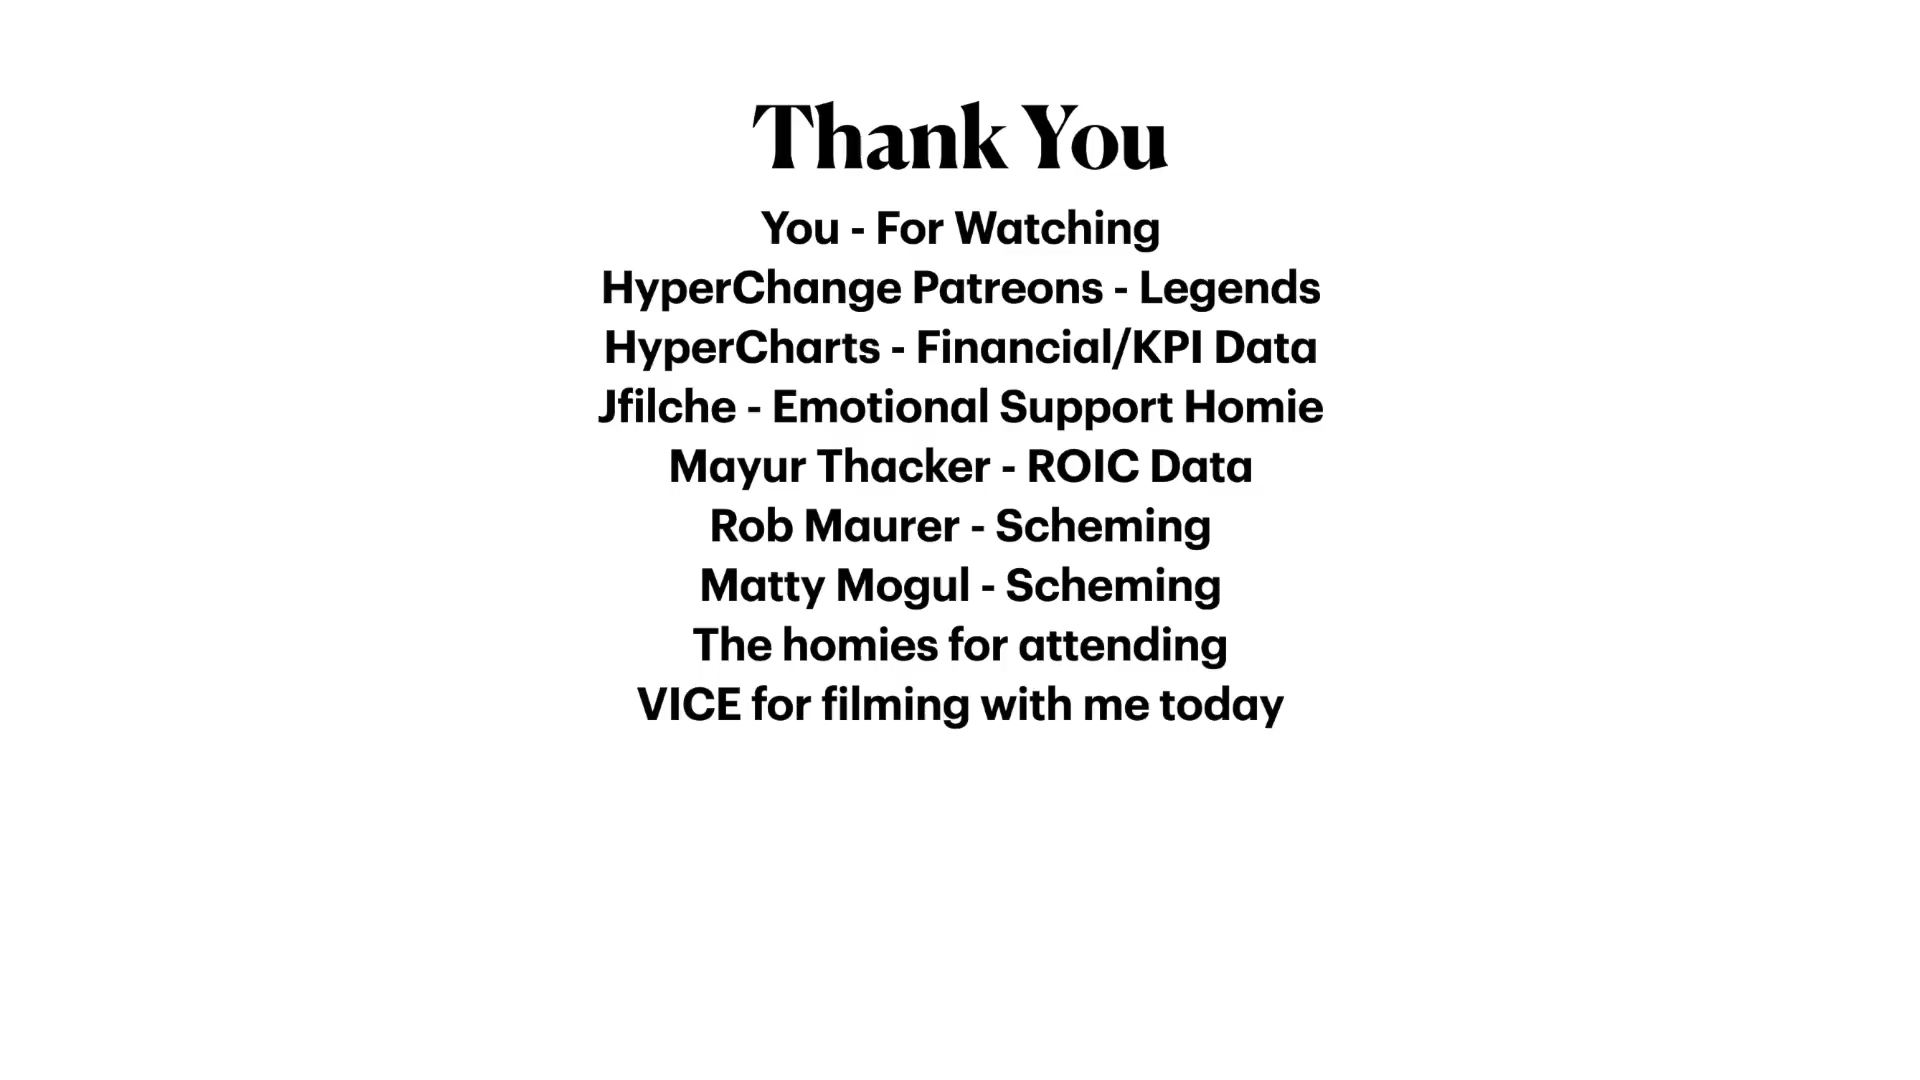 Thank You
You - For Watching
HyperChange Patreons - Legends
HyperCharts - Financial/KPI Data
Jfilche - Emotional Support Homie
Mayur Thacker - ROIC Data
Rob Maurer - Scheming
Matty Mogul - Scheming
The homies for attending
VICE for filming with me today